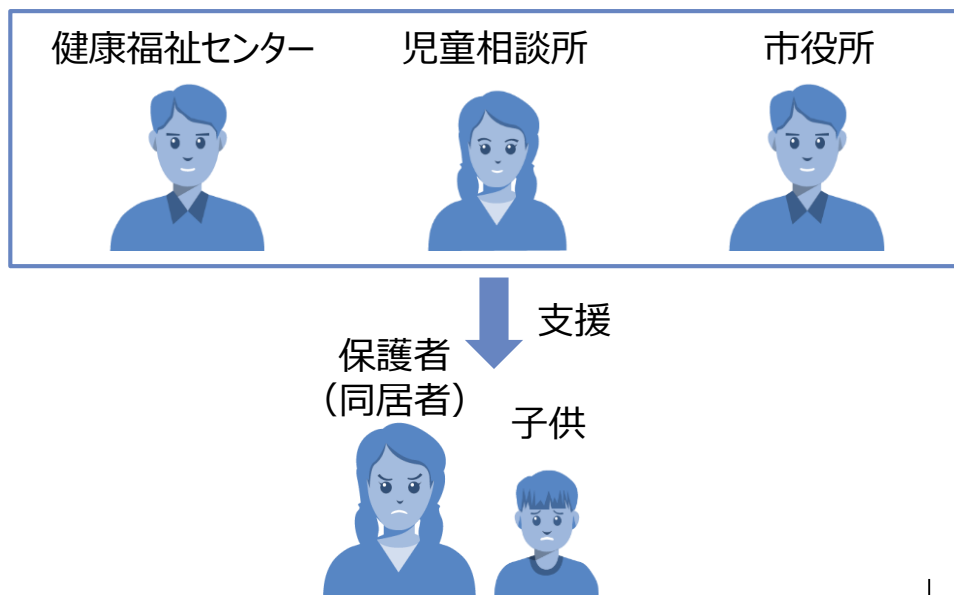 健康福祉センター
児童相談所
市役所
支援
保護者
（同居者）
子供